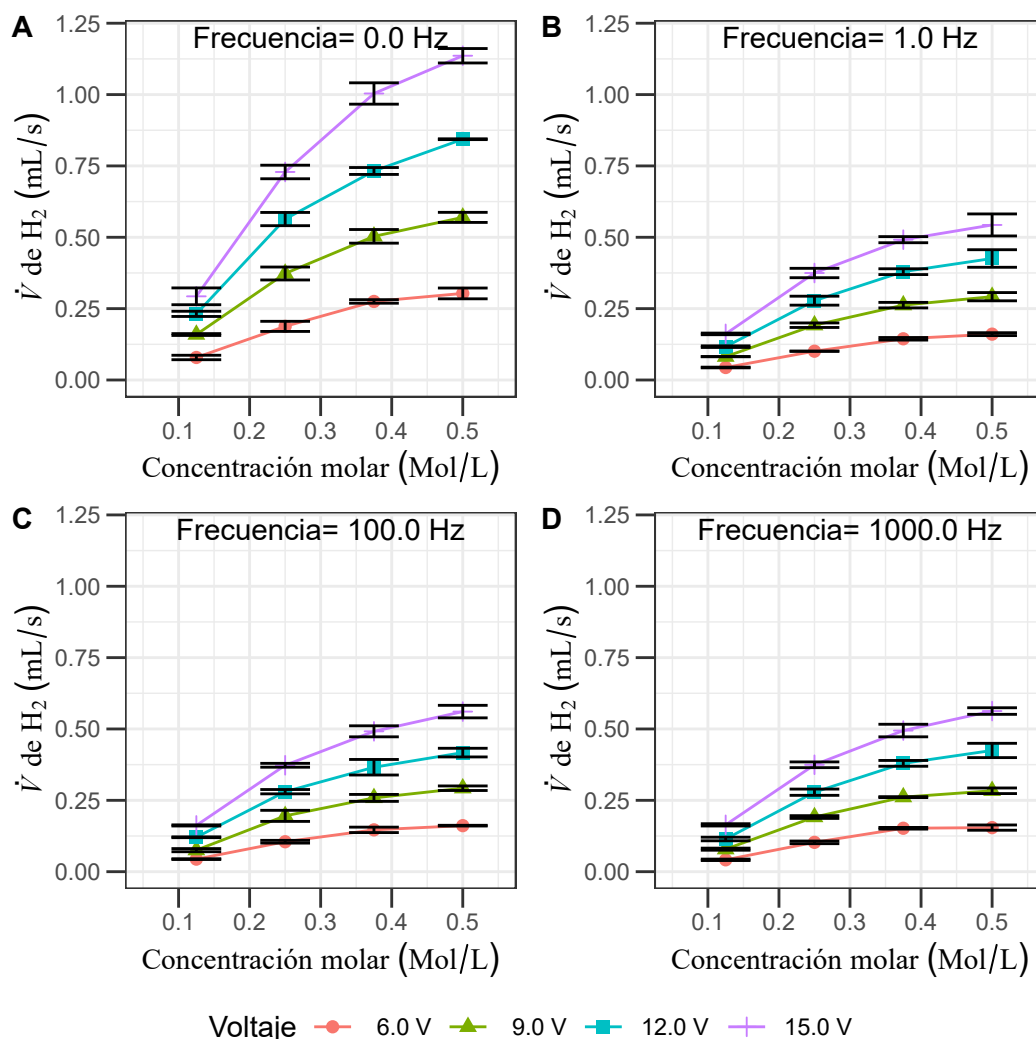 A
Frecuencia= 0.0 Hz
1.25
1.00
0.75
0.50
0.25
0.00
V̇ de H₂ (mL/s)
0.1 0.2 0.3 0.4 0.5
Concentración molar (Mol/L)
B
Frecuencia= 1.0 Hz
1.25
1.00
0.75
0.50
0.25
0.00
V̇ de H₂ (mL/s)
0.1 0.2 0.3 0.4 0.5
Concentración molar (Mol/L)
C
Frecuencia= 100.0 Hz
1.25
1.00
0.75
0.50
0.25
0.00
V̇ de H₂ (mL/s)
0.1 0.2 0.3 0.4 0.5
Concentración molar (Mol/L)
D
Frecuencia= 1000.0 Hz
1.25
1.00
0.75
0.50
0.25
0.00
V̇ de H₂ (mL/s)
0.1 0.2 0.3 0.4 0.5
Concentración molar (Mol/L)
Voltaje 6.0 V 9.0 V 12.0 V 15.0 V